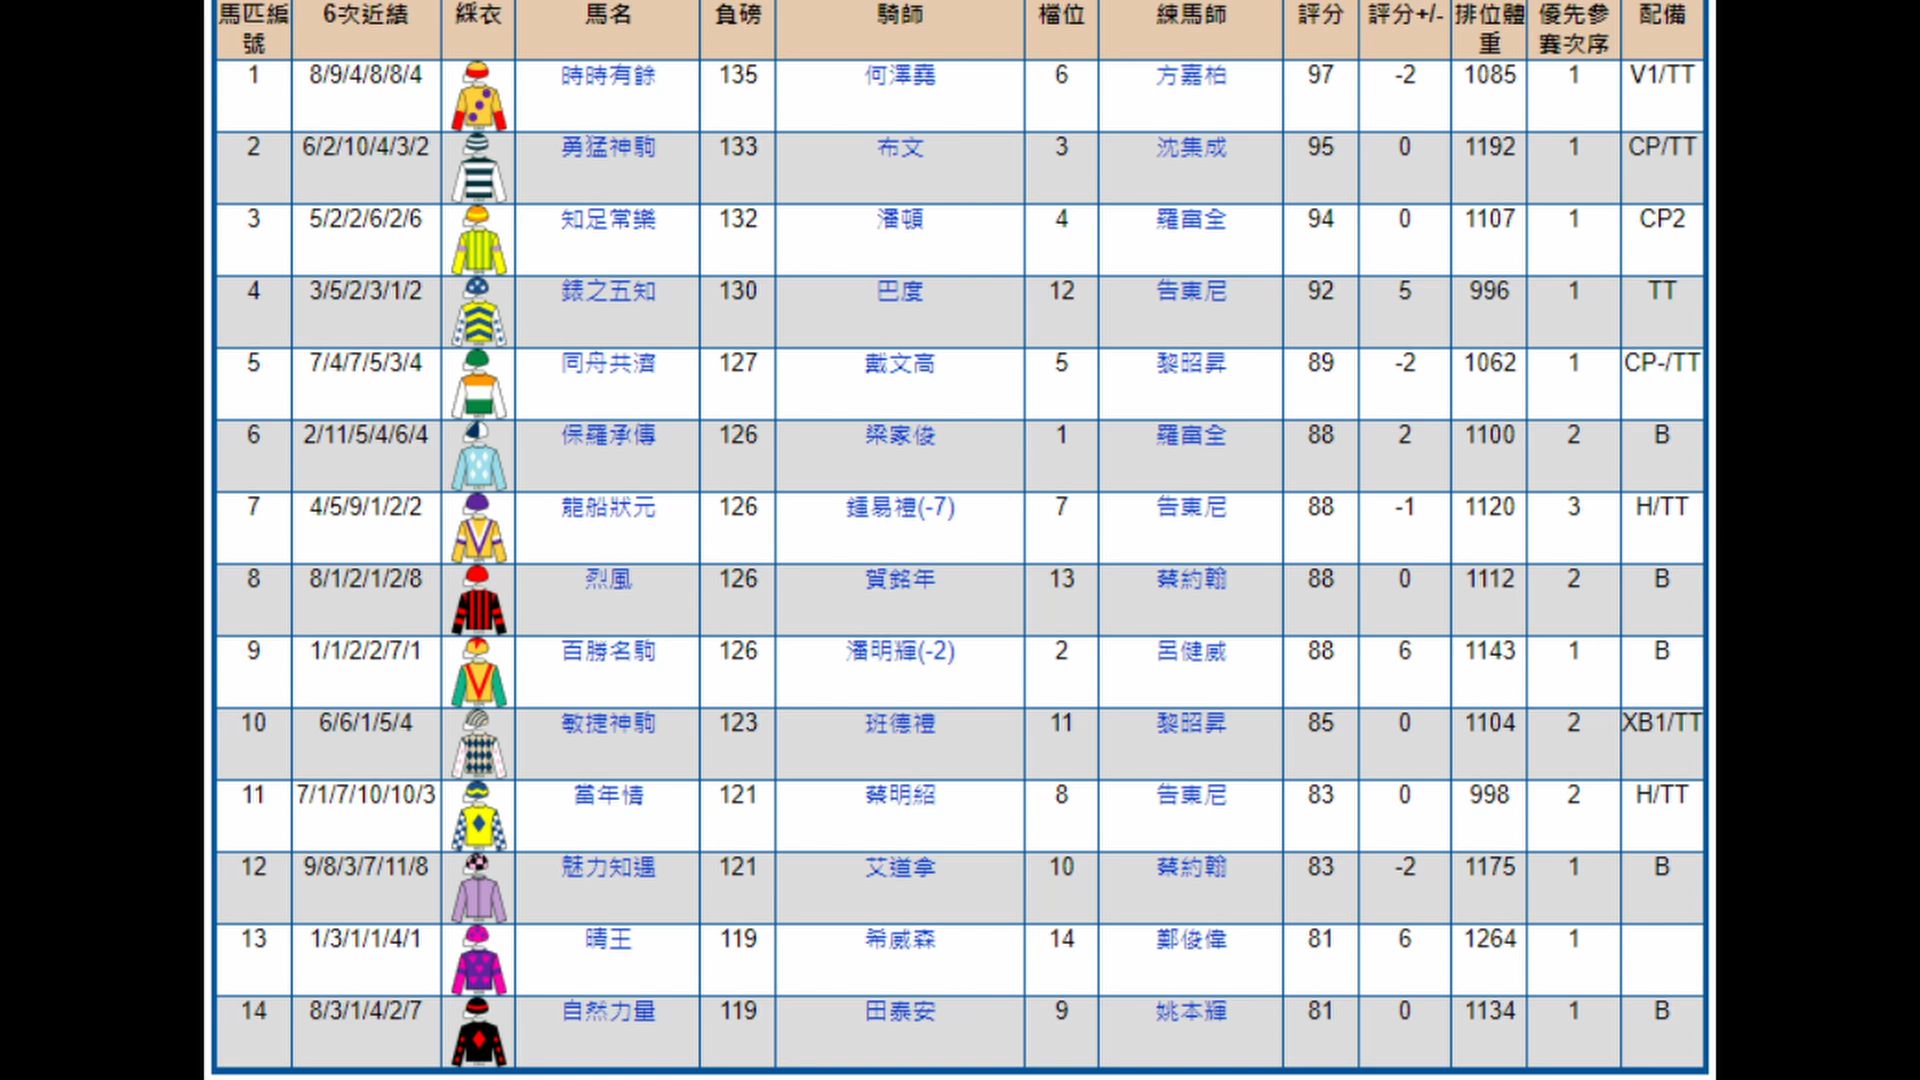 馬匹編號 6次近績 綵衣 馬名 負磅 騎師 檔位 練馬師 評分 評分+/- 排位體重 優先參賽次序 配備
1 8/9/4/8/8/4 時時有餘 135 何澤堯 6 方嘉柏 97 -2 1085 1 V1/TT
2 6/2/10/4/3/2 勇猛神駒 133 布文 3 沈集成 95 0 1192 1 CP/TT
3 5/2/2/6/2/6 知足常樂 132 潘頓 4 羅富全 94 0 1107 1 CP2
4 3/5/2/3/1/2 錶之五知 130 巴度 12 告東尼 92 5 996 1 TT
5 7/4/7/5/3/4 同舟共濟 127 戴文高 5 黎昭昇 89 -2 1062 1 CP-/TT
6 2/11/5/4/6/4 保羅承傳 126 梁家俊 1 羅富全 88 2 1100 2 B
7 4/5/9/1/2/2 龍船狀元 126 鍾易禮(-7) 7 告東尼 88 -1 1120 3 H/TT
8 8/1/2/1/2/8 烈風 126 賀銘年 13 蔡約翰 88 0 1112 2 B
9 1/1/2/2/7/1 百勝名駒 126 潘明輝(-2) 2 呂健威 88 6 1143 1 B
10 6/6/1/5/4 敏捷神駒 123 班德禮 11 黎昭昇 85 0 1104 2 XB1/TT
11 7/1/7/10/10/3 當年情 121 蔡明紹 8 告東尼 83 0 998 2 H/TT
12 9/8/3/7/11/8 魅力知遇 121 艾道拿 10 蔡約翰 83 -2 1175 1 B
13 1/3/1/1/4/1 晴王 119 希威森 14 鄭俊偉 81 6 1264 1
14 8/3/1/4/2/7 自然力量 119 田泰安 9 姚本輝 81 0 1134 1 B